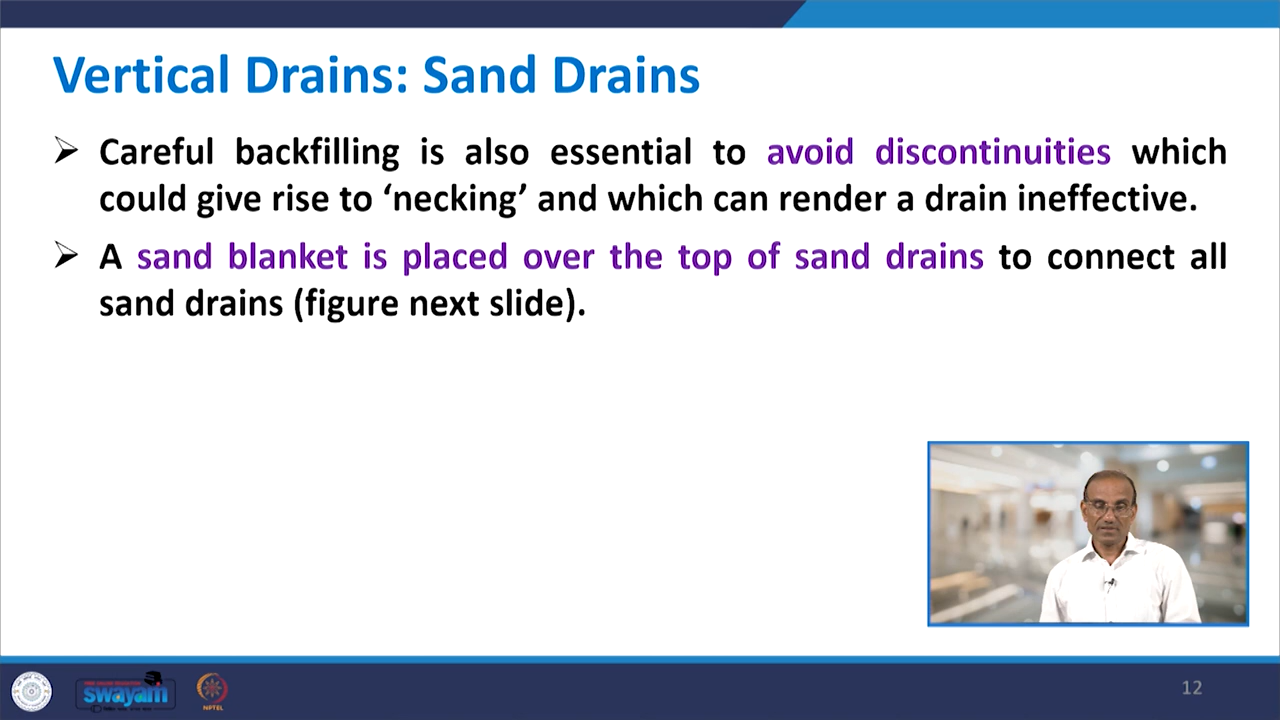 Vertical Drains: Sand Drains
➢ Careful backfilling is also essential to avoid discontinuities which
could give rise to ‘necking’ and which can render a drain ineffective.
➢ A sand blanket is placed over the top of sand drains to connect all
sand drains (figure next slide).
swayam
NPTEL
12